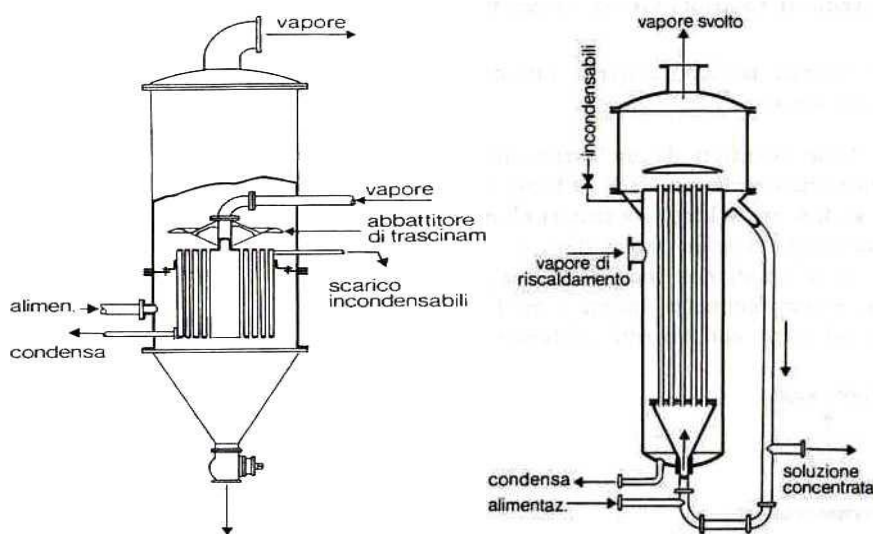 vapore
vapore
abbattitore
di trascinam
scarico
incondensabili
alimen.
condensa
vapore svolto
incondensabili
vapore di
riscaldamento
condensa
alimentaz.
soluzione
concentrata